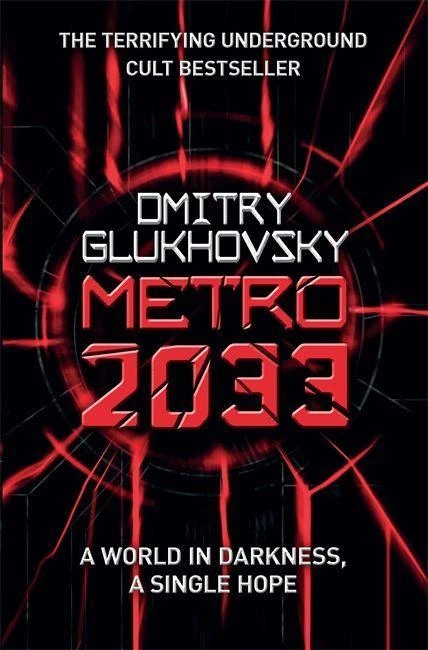 THE TERRIFYING UNDERGROUND
CULT BESTSELLER
DMITRY
GLUKHOVSKY
METRO
2033
A WORLD IN DARKNESS,
A SINGLE HOPE